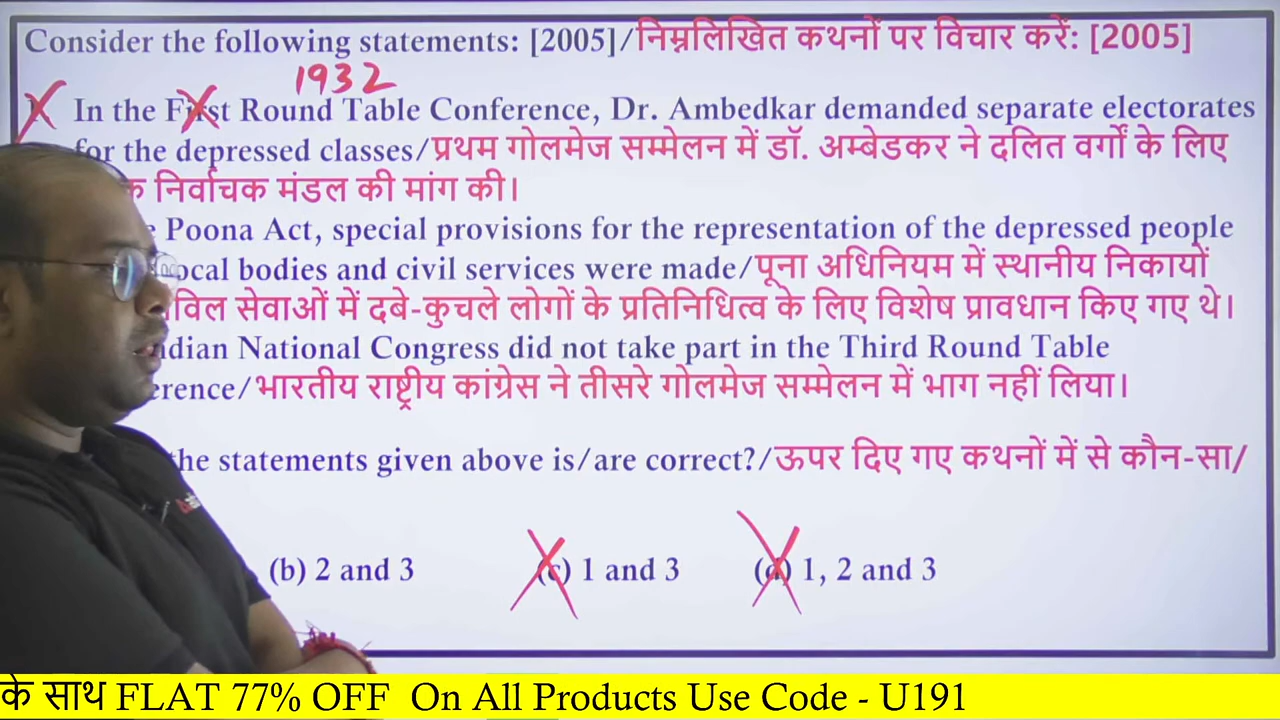 Consider the following statements: [2005]/निम्नलिखित कथनों पर विचार करें: [2005]
1932
In the First Round Table Conference, Dr. Ambedkar demanded separate electorates
for the depressed classes/प्रथम गोलमेज सम्मेलन में डॉ. अम्बेडकर ने दलित वर्गों के लिए
निर्वाचक मंडल की मांग की।
Poona Act, special provisions for the representation of the depressed people
local bodies and civil services were made/पूना अधिनियम में स्थानीय निकायों
सेवाओं में दबे-कुचले लोगों के प्रतिनिधित्व के लिए विशेष प्रावधान किए गए थे।
National Congress did not take part in the Third Round Table
erence/भारतीय राष्ट्रीय कांग्रेस ने तीसरे गोलमेज सम्मेलन में भाग नहीं लिया।
the statements given above is/are correct?/ऊपर दिए गए कथनों में से कौन-सा/
(b) 2 and 3 (c) 1 and 3 (d) 1, 2 and 3
के साथ FLAT 77% OFF On All Products Use Code - U191